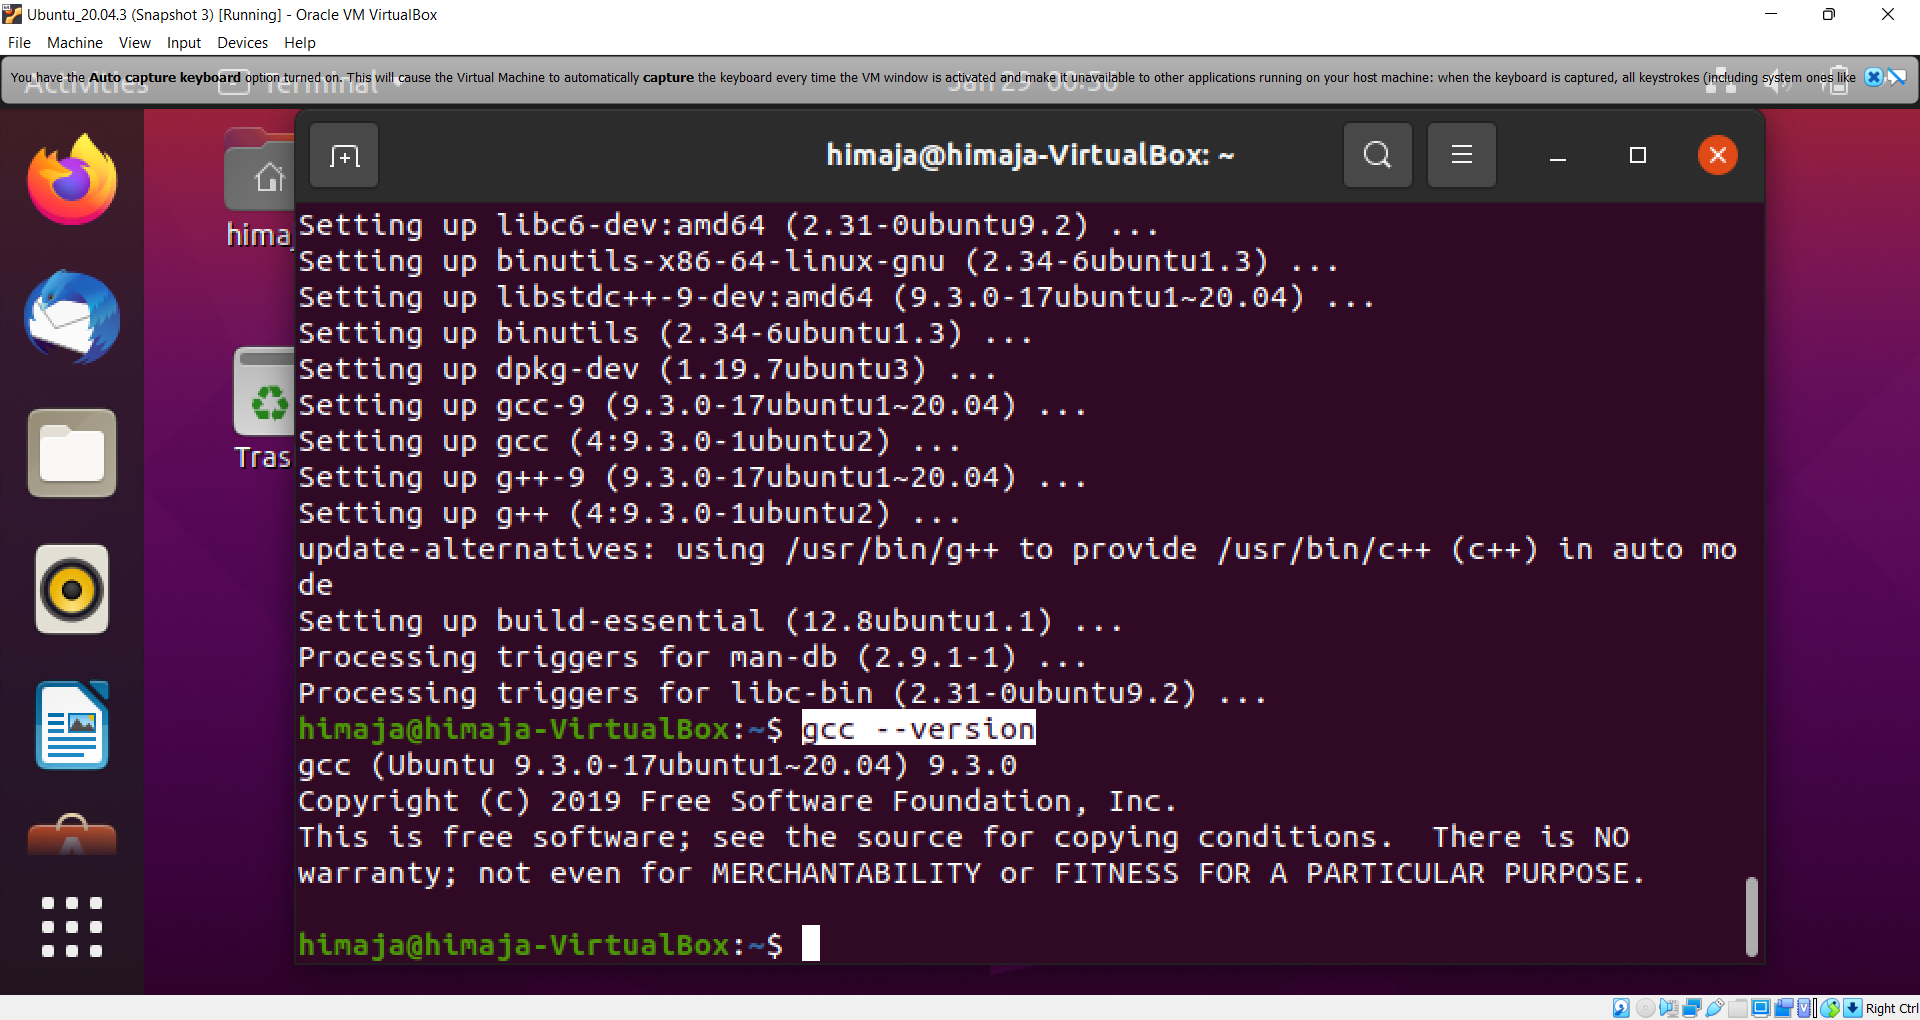 Ubuntu_20.04.3 (Snapshot 3) [Running] - Oracle VM VirtualBox
File Machine View Input Devices Help
You have the Auto capture keyboard option turned on. This will cause the Virtual Machine to automatically capture the keyboard every time the VM window is activated and make it unavailable to other applications running on your host machine: when the keyboard is captured, all keystrokes (including system ones like
Activities Terminal Jan 29 00:50
himaja@himaja-VirtualBox: ~
hima
Tras
Setting up libc6-dev:amd64 (2.31-0ubuntu9.2) ...
Setting up binutils-x86-64-linux-gnu (2.34-6ubuntu1.3) ...
Setting up libstdc++-9-dev:amd64 (9.3.0-17ubuntu1~20.04) ...
Setting up binutils (2.34-6ubuntu1.3) ...
Setting up dpkg-dev (1.19.7ubuntu3) ...
Setting up gcc-9 (9.3.0-17ubuntu1~20.04) ...
Setting up gcc (4:9.3.0-1ubuntu2) ...
Setting up g++-9 (9.3.0-17ubuntu1~20.04) ...
Setting up g++ (4:9.3.0-1ubuntu2) ...
update-alternatives: using /usr/bin/g++ to provide /usr/bin/c++ (c++) in auto mo
de
Setting up build-essential (12.8ubuntu1.1) ...
Processing triggers for man-db (2.9.1-1) ...
Processing triggers for libc-bin (2.31-0ubuntu9.2) ...
himaja@himaja-VirtualBox:~$ gcc --version
gcc (Ubuntu 9.3.0-17ubuntu1~20.04) 9.3.0
Copyright (C) 2019 Free Software Foundation, Inc.
This is free software; see the source for copying conditions.  There is NO
warranty; not even for MERCHANTABILITY or FITNESS FOR A PARTICULAR PURPOSE.
himaja@himaja-VirtualBox:~$
Right Ctrl